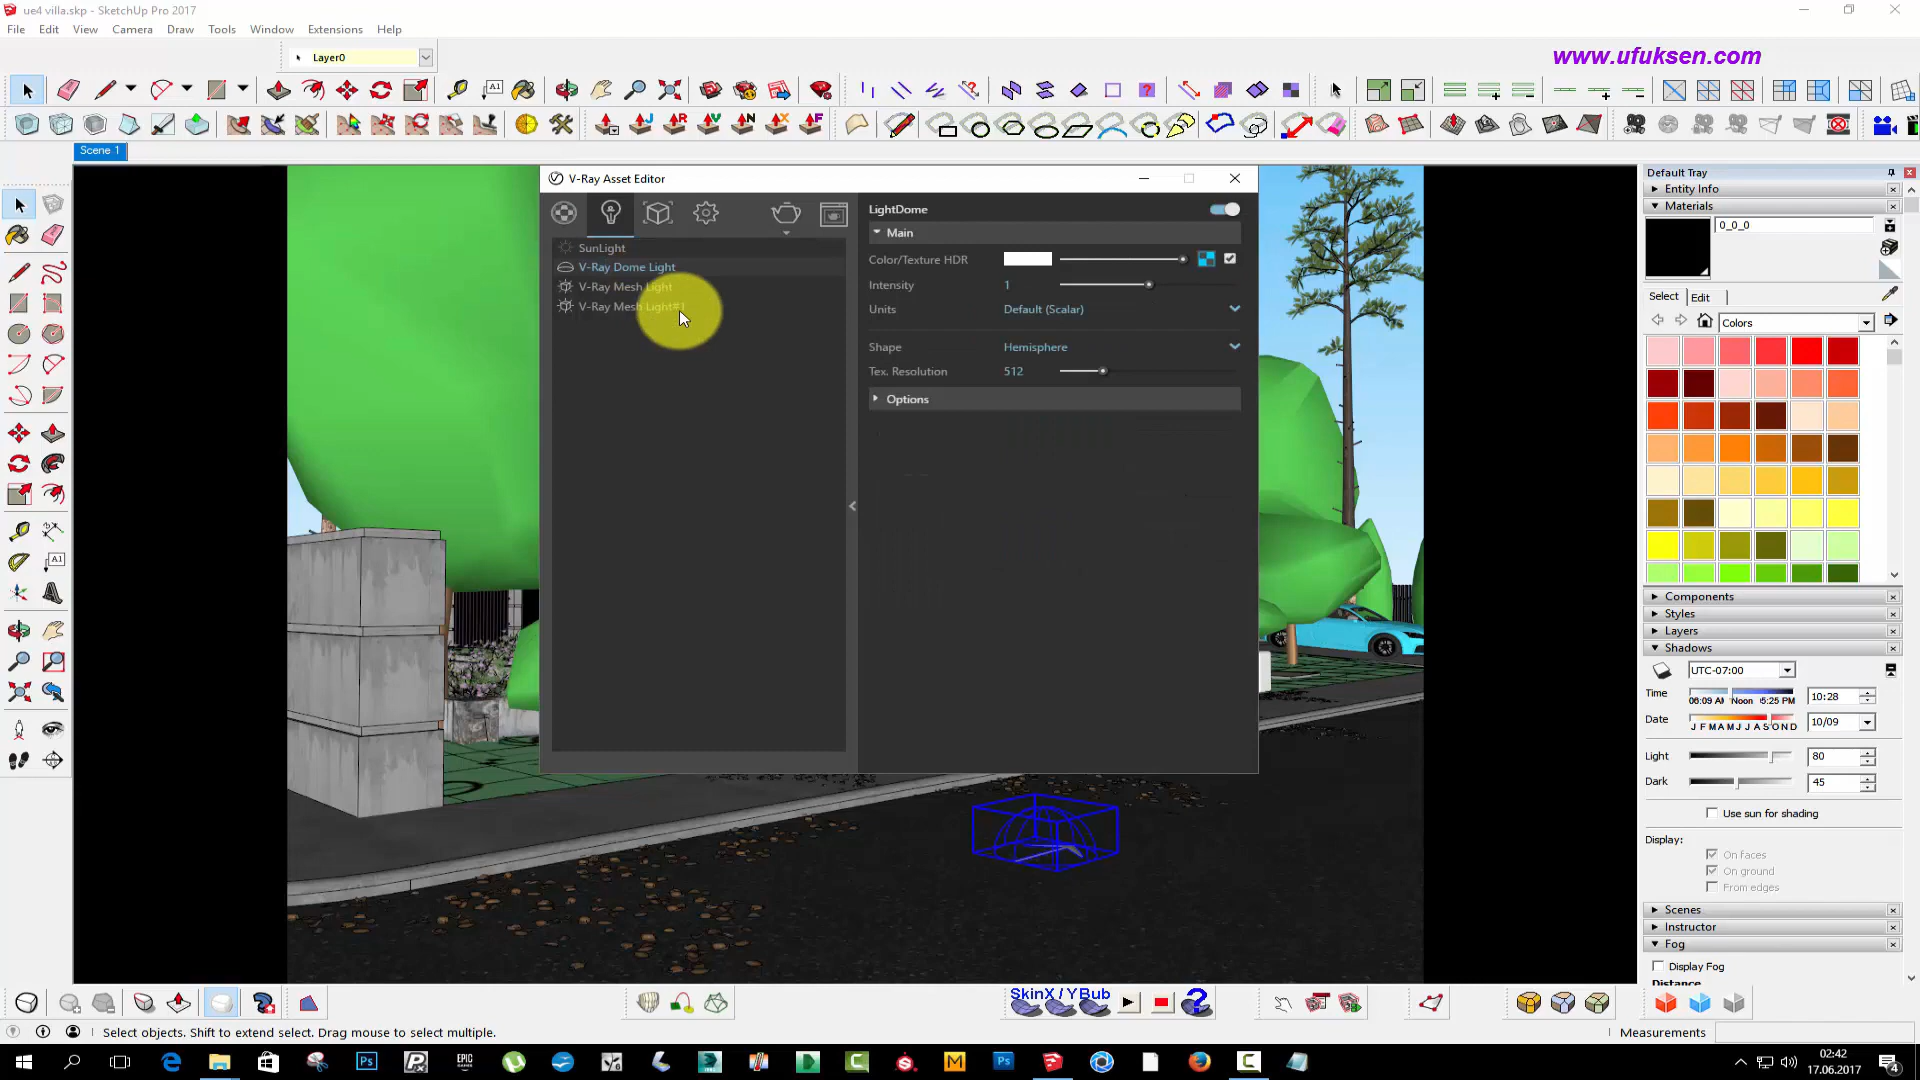 ue4 villa.skp - SketchUp Pro 2017
File Edit View Camera Draw Tools Window Extensions Help
Layer0
www.ufuksen.com
Scene 1
V-Ray Asset Editor
SunLight
V-Ray Dome Light
V-Ray Mesh Light
V-Ray Mesh Light#1
LightDome
Main
Color/Texture HDR
Intensity 1
Units Default (Scalar)
Shape Hemisphere
Tex. Resolution 512
Options
Default Tray
Entity Info
Materials
0_0_0
Select Edit
Colors
Components
Styles
Layers
Shadows
UTC-07:00
Time 06:09 AM Noon 5:25 PM 10:28
Date J F M A M J J A S O N D 10/09
Light 80
Dark 45
Use sun for shading
Display:
On faces
On ground
From edges
Scenes
Instructor
Fog
Display Fog
Distance
SkinX / YBub
Select objects. Shift to extend select. Drag mouse to select multiple.
Measurements
02:42
17.06.2017